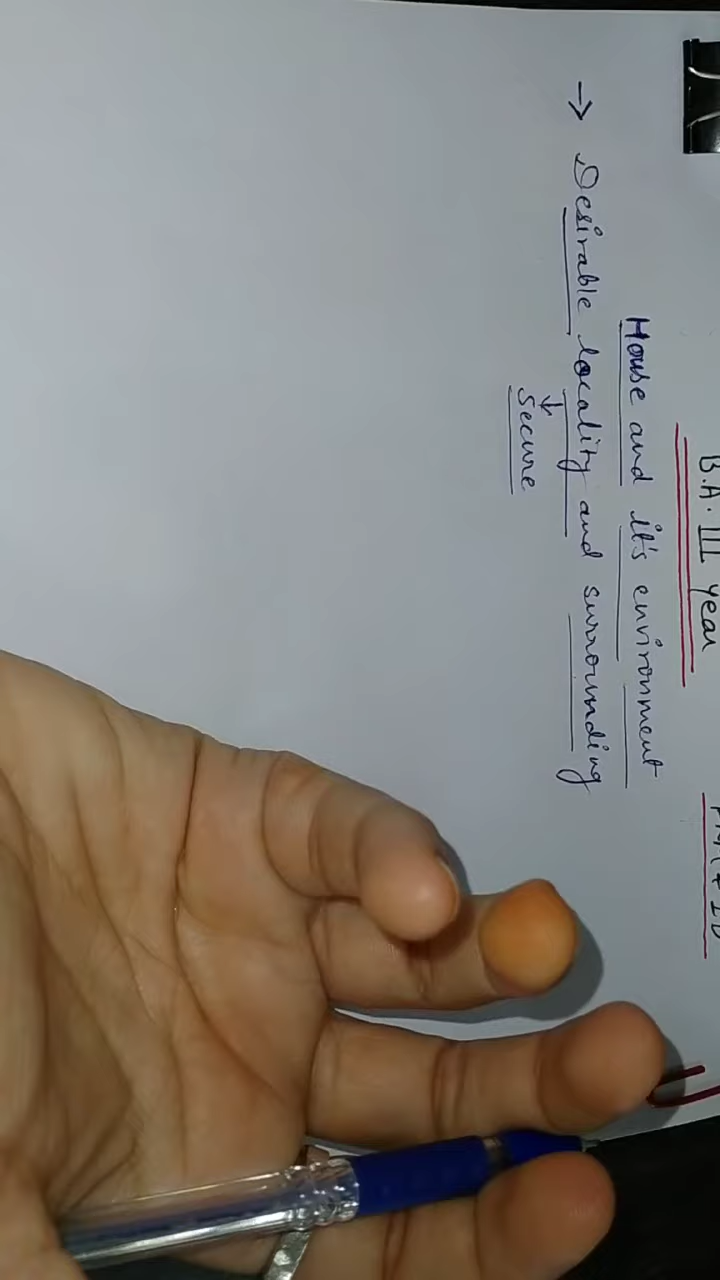 B.A. III year
House and it's environment
→ Desirable locality and surrounding
↓
Secure